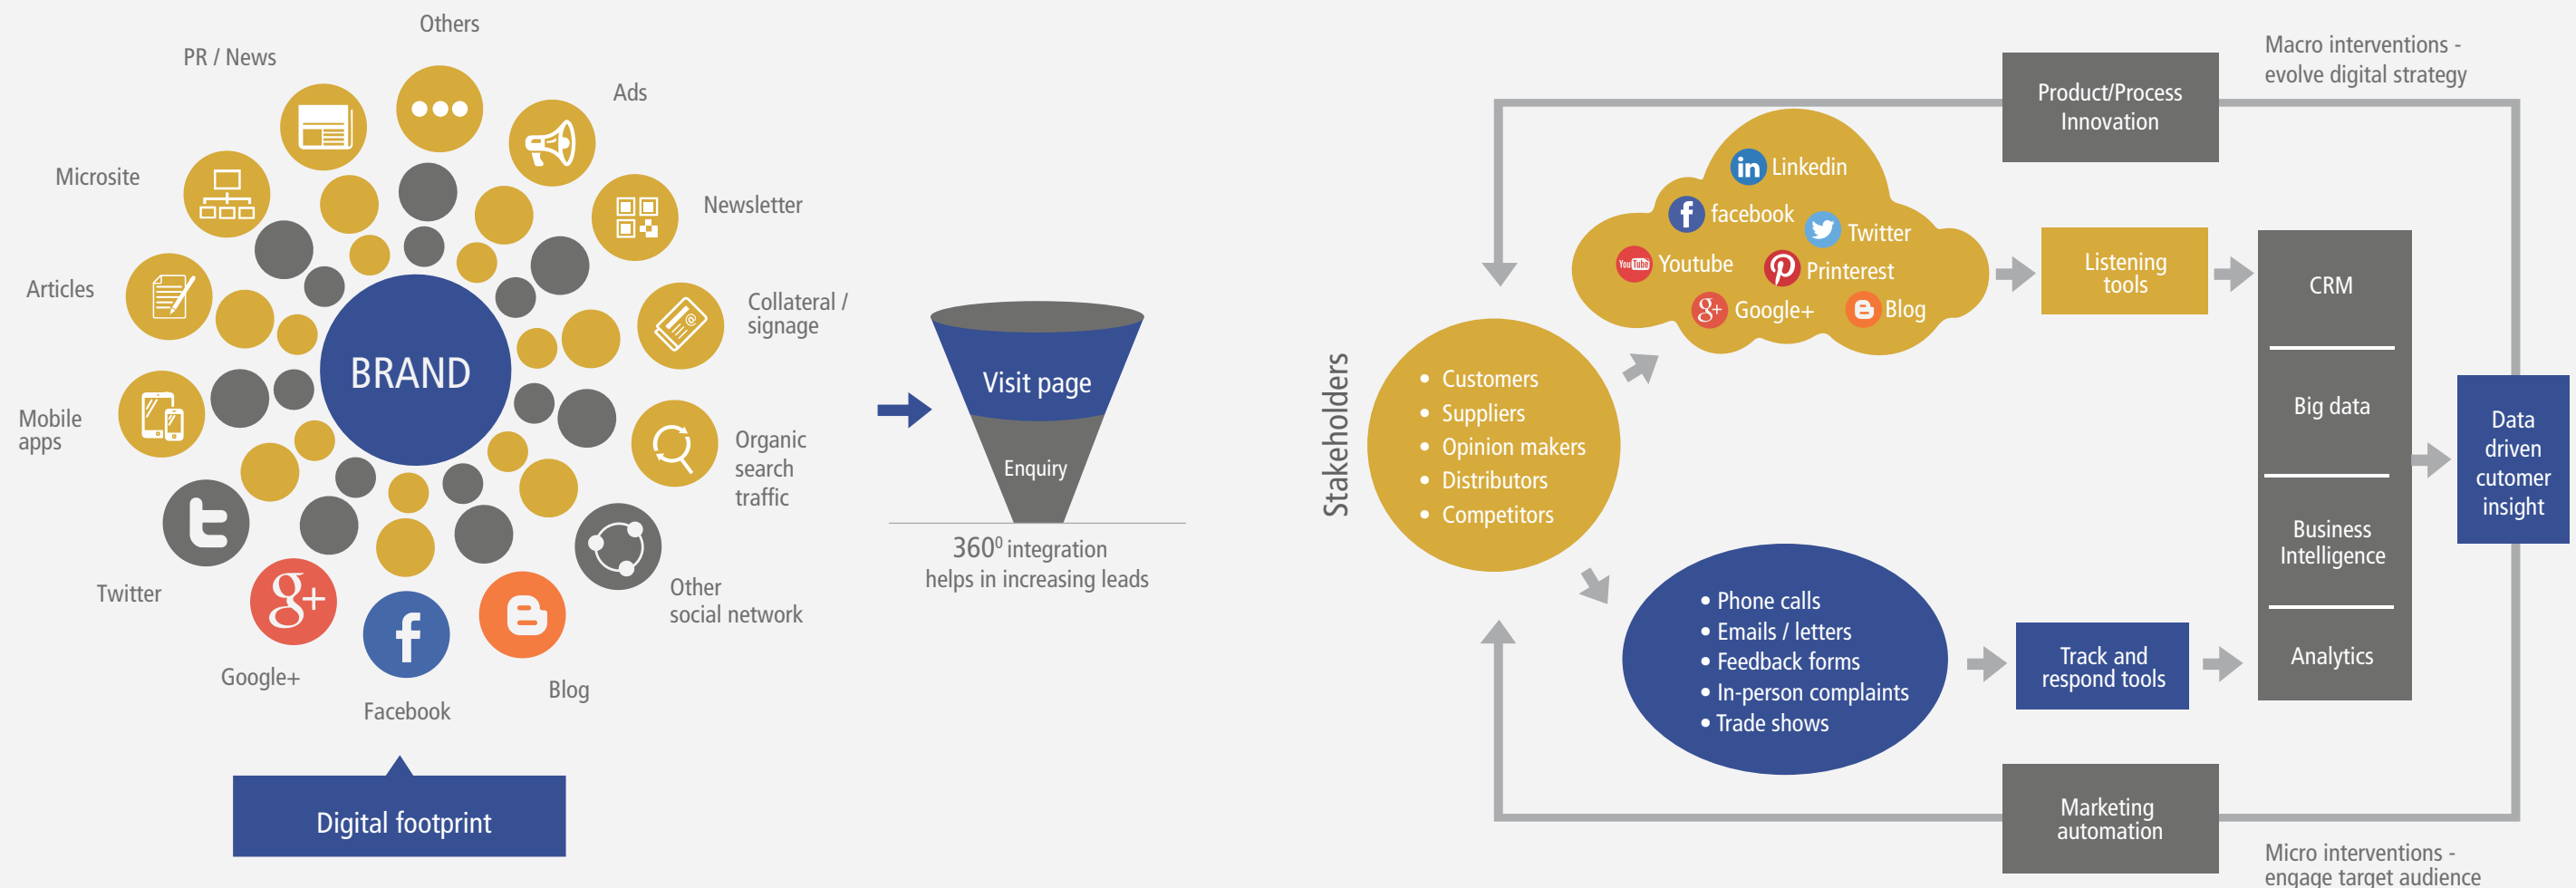 Others
PR / News
Ads
Microsite
Newsletter
Articles
Collateral /
signage
BRAND
Mobile
apps
Organic
search
traffic
Twitter
Other
social network
g+
Google+
f
Facebook
Blog
Digital footprint
Visit page
Enquiry
360⁰ integration
helps in increasing leads
Stakeholders
• Customers
• Suppliers
• Opinion makers
• Distributors
• Competitors
in Linkedin
f facebook
Twitter
You Tube Youtube
Printerest
g+ Google+
Blog
• Phone calls
• Emails / letters
• Feedback forms
• In-person complaints
• Trade shows
Listening
tools
Track and
respond tools
CRM
Big data
Business
Intelligence
Analytics
Data
driven
cutomer
insight
Product/Process
Innovation
Macro interventions -
evolve digital strategy
Marketing
automation
Micro interventions -
engage target audience